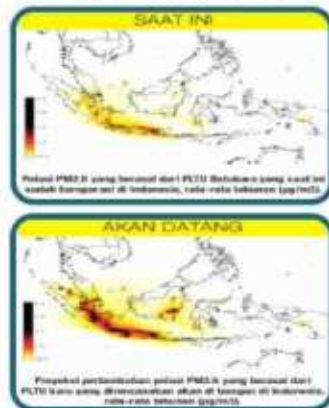 SAAT INI
Polusi PM2.5 yang berasal dari PLTU Batubara yang saat ini
sudah beroperasi di Indonesia, rata-rata tahunan (µg/m3).
AKAN DATANG
Proyeksi pertambahan polusi PM2.5 yang berasal dari
PLTU baru yang direncanakan akan di bangun di Indonesia,
rata-rata tahunan (µg/m3).